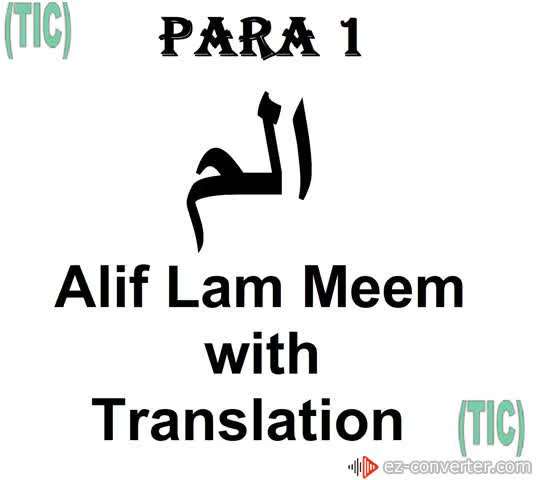 (TIC)
PARA 1
الم
Alif Lam Meem
with
Translation
(TIC)
ez-converter.com